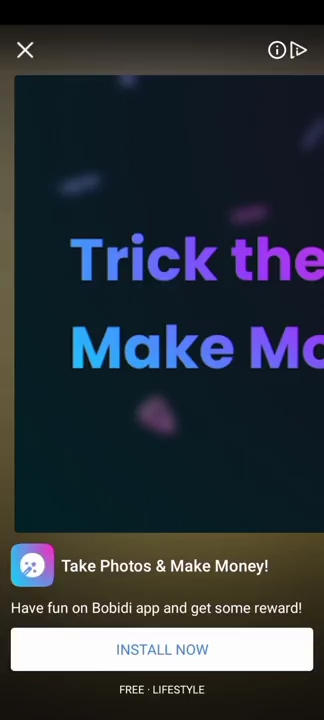 Trick the
Make Mo
Take Photos & Make Money!
Have fun on Bobidi app and get some reward!
INSTALL NOW
FREE · LIFESTYLE